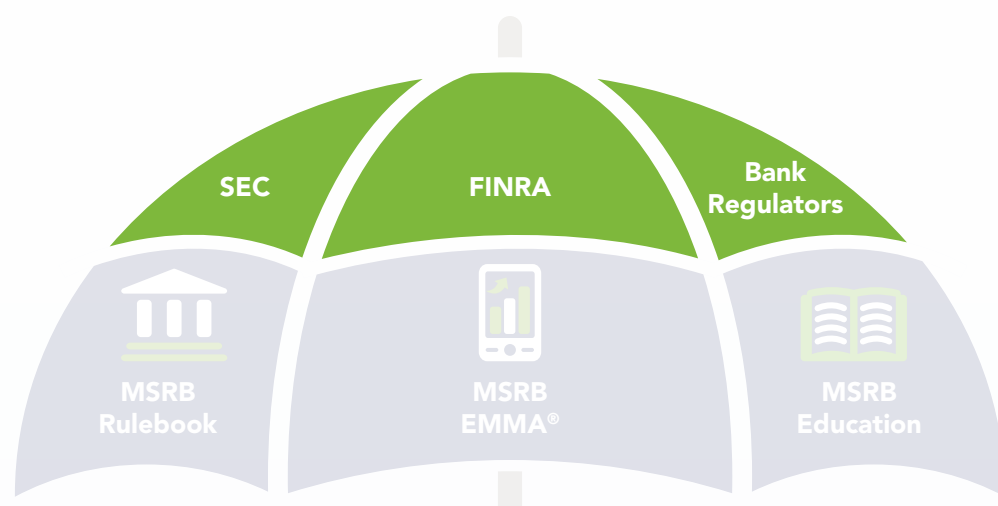 SEC
FINRA
Bank
Regulators
MSRB
Rulebook
MSRB
EMMA®
MSRB
Education